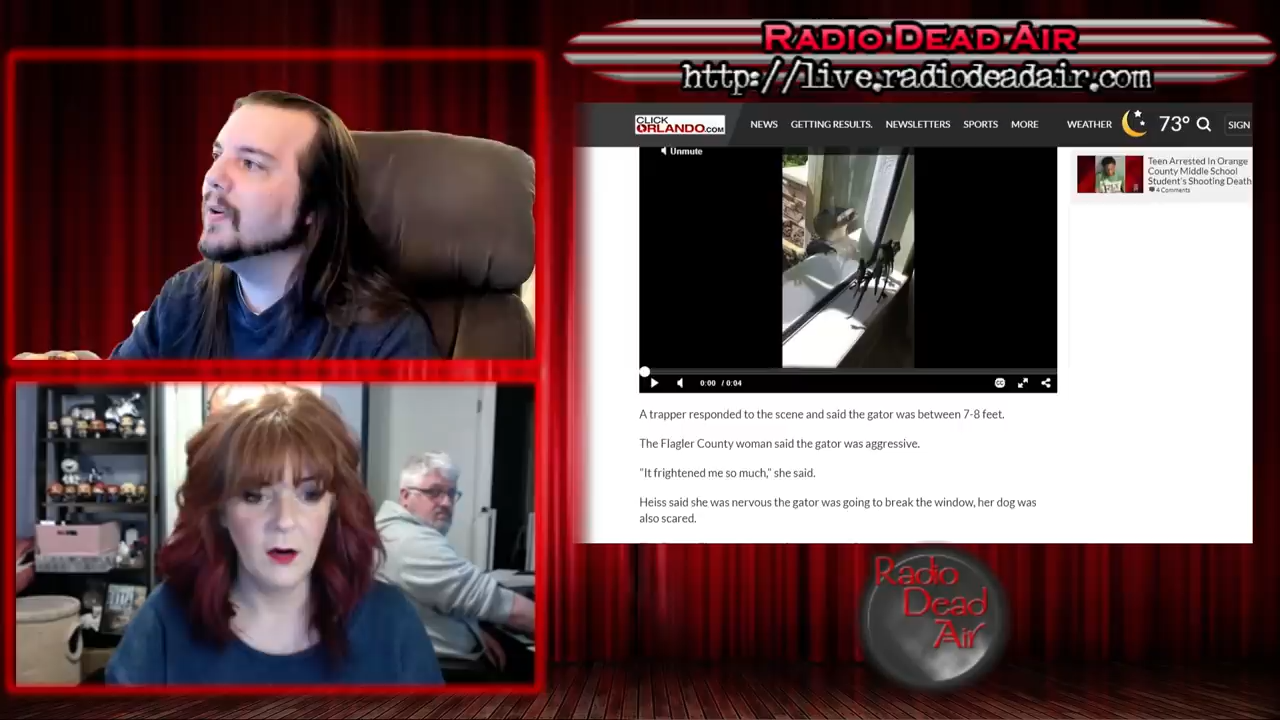 RADIO DEAD AIR
http://live.radiodeadair.com
CLICK
ORLANDO.COM
NEWS GETTING RESULTS. NEWSLETTERS SPORTS MORE WEATHER 73° SIGN
Unmute
Teen Arrested In Orange
County Middle School
Student's Shooting Death
4 Comments
0:00 / 0:04
CC
A trapper responded to the scene and said the gator was between 7-8 feet.
The Flagler County woman said the gator was aggressive.
"It frightened me so much," she said.
Heiss said she was nervous the gator was going to break the window, her dog was
also scared.
Radio
Dead
Air